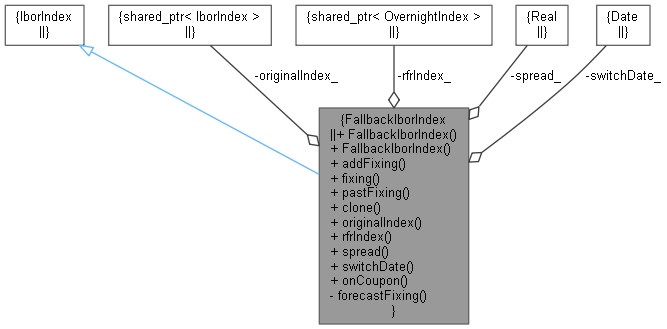 {IborIndex
||}
{shared_ptr< IborIndex >
||}
{shared_ptr< OvernightIndex >
||}
{Real
||}
{Date
||}
-originalIndex_
-rfrIndex_
-spread_
-switchDate_
{FallbackIborIndex
||+ FallbackIborIndex()
+ FallbackIborIndex()
+ addFixing()
+ fixing()
+ pastFixing()
+ clone()
+ originalIndex()
+ rfrIndex()
+ spread()
+ switchDate()
+ onCoupon()
- forecastFixing()
}